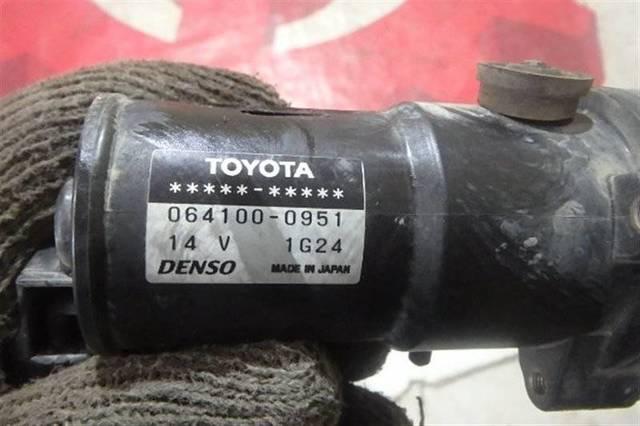 TOYOTA
*****-*****
064100-0951
14 V 1G24
DENSO MADE IN JAPAN